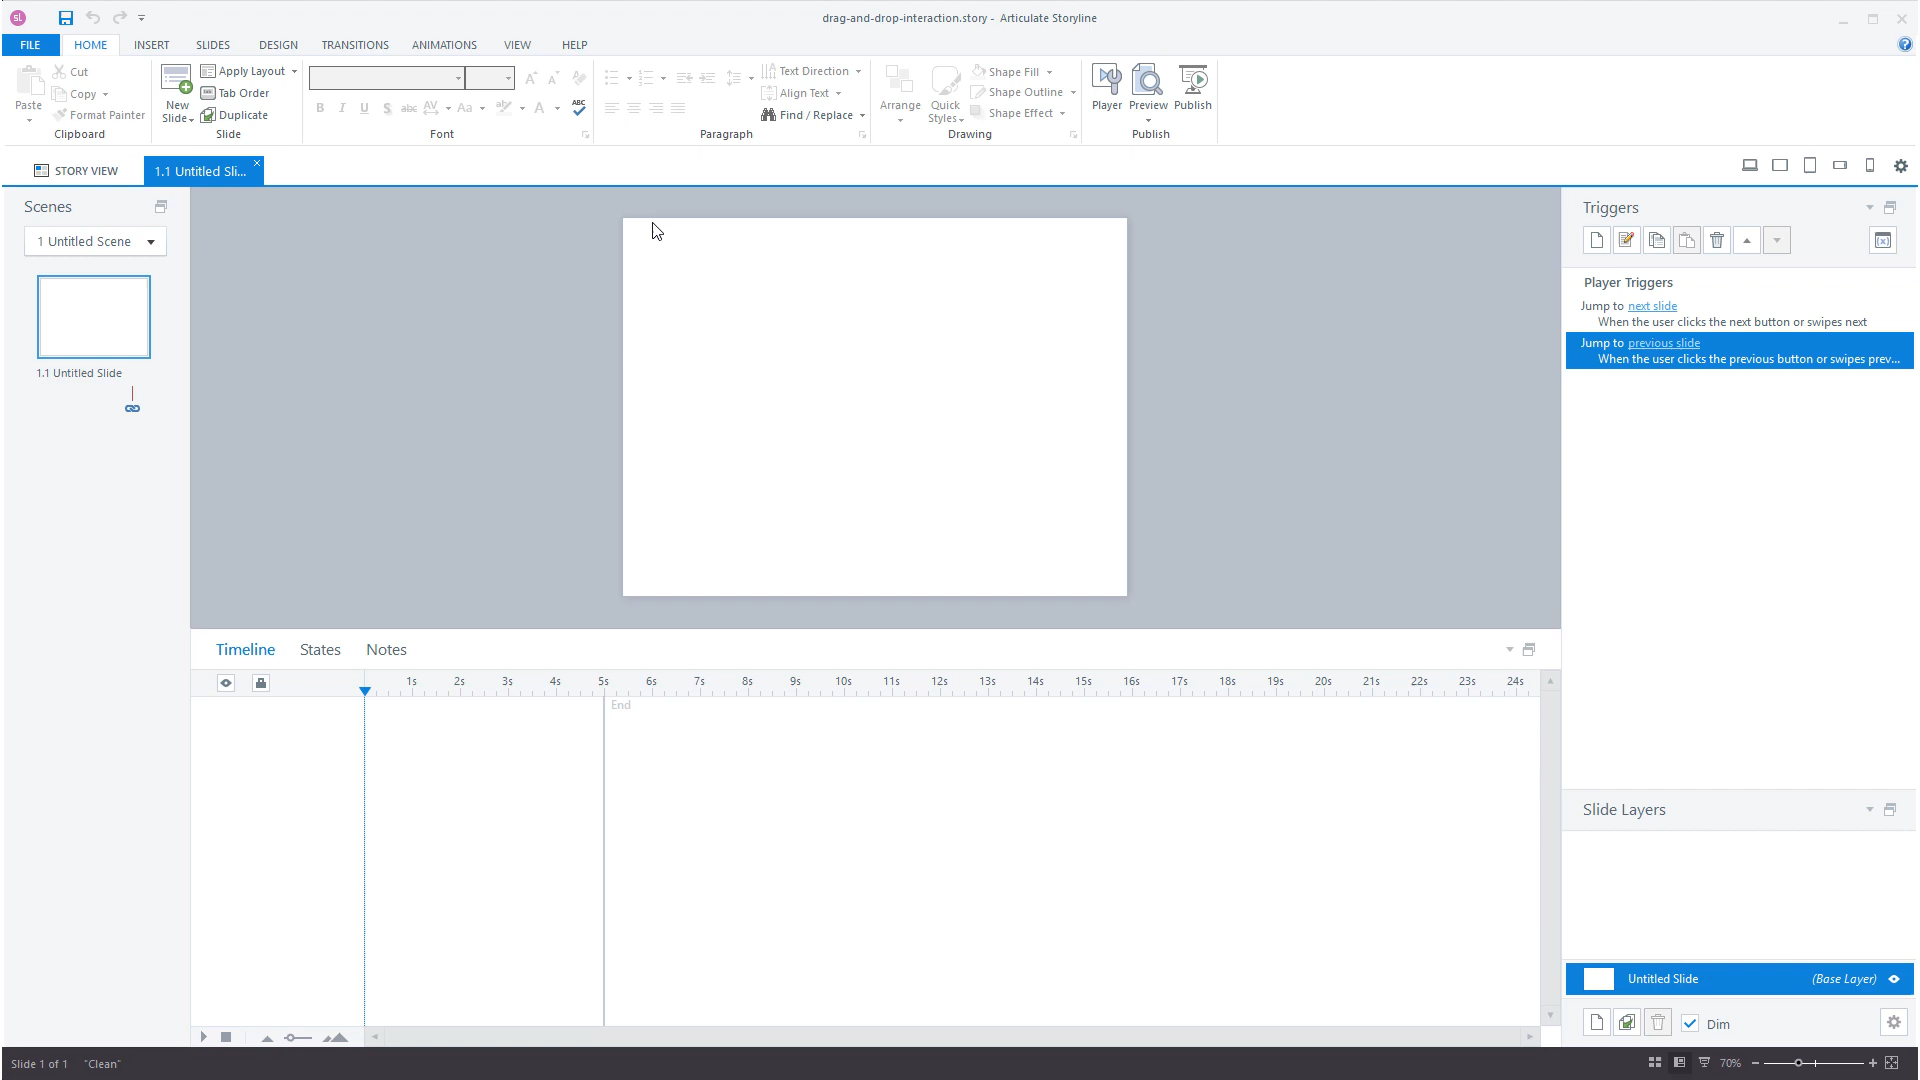 sl
drag-and-drop-interaction.story - Articulate Storyline
FILE HOME INSERT SLIDES DESIGN TRANSITIONS ANIMATIONS VIEW HELP
Paste
Cut
Copy
Format Painter
Clipboard
New Slide
Apply Layout
Tab Order
Duplicate
Slide
B I U S abc AV Aa A ABC
Font
Text Direction
Align Text
Find / Replace
Paragraph
Arrange
Quick Styles
Shape Fill
Shape Outline
Shape Effect
Drawing
Player
Preview
Publish
Publish
STORY VIEW
1.1 Untitled Sli...
Scenes
1 Untitled Scene
1.1 Untitled Slide
Triggers
Player Triggers
Jump to next slide
When the user clicks the next button or swipes next
Jump to previous slide
When the user clicks the previous button or swipes prev...
Timeline States Notes
1s 2s 3s 4s 5s 6s 7s 8s 9s 10s 11s 12s 13s 14s 15s 16s 17s 18s 19s 20s 21s 22s 23s 24s
End
Slide Layers
Untitled Slide (Base Layer)
Dim
Slide 1 of 1 "Clean"
70%